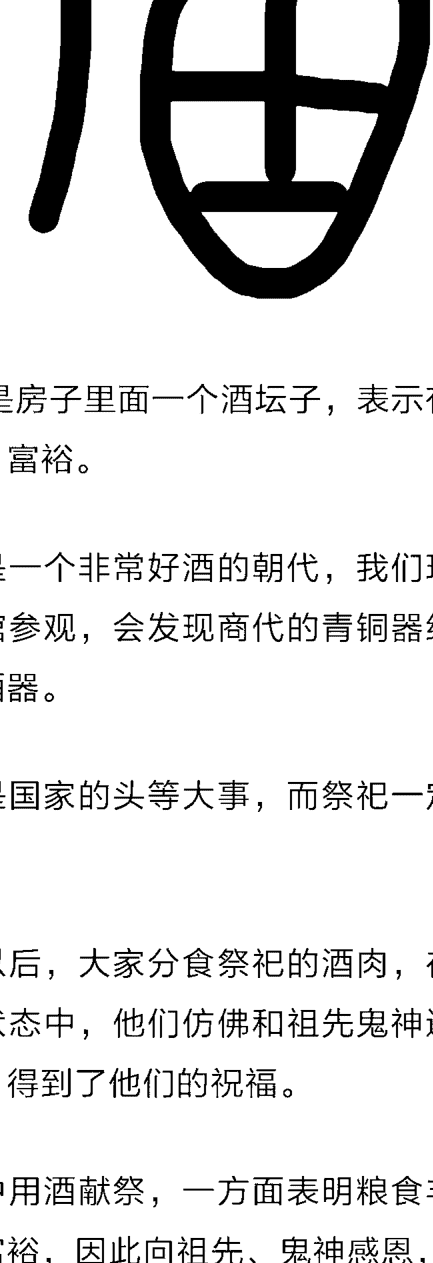 是房子里面一个酒坛子，表示
富裕。
是一个非常好酒的朝代，我们
参观，会发现商代的青铜器
酒器。
是国家的头等大事，而祭祀一
后，大家分食祭祀的酒肉，
状态中，他们仿佛和祖先鬼神
得到了他们的祝福。
中用酒献祭，一方面表明粮食
富裕，因此向祖先、鬼神感恩，